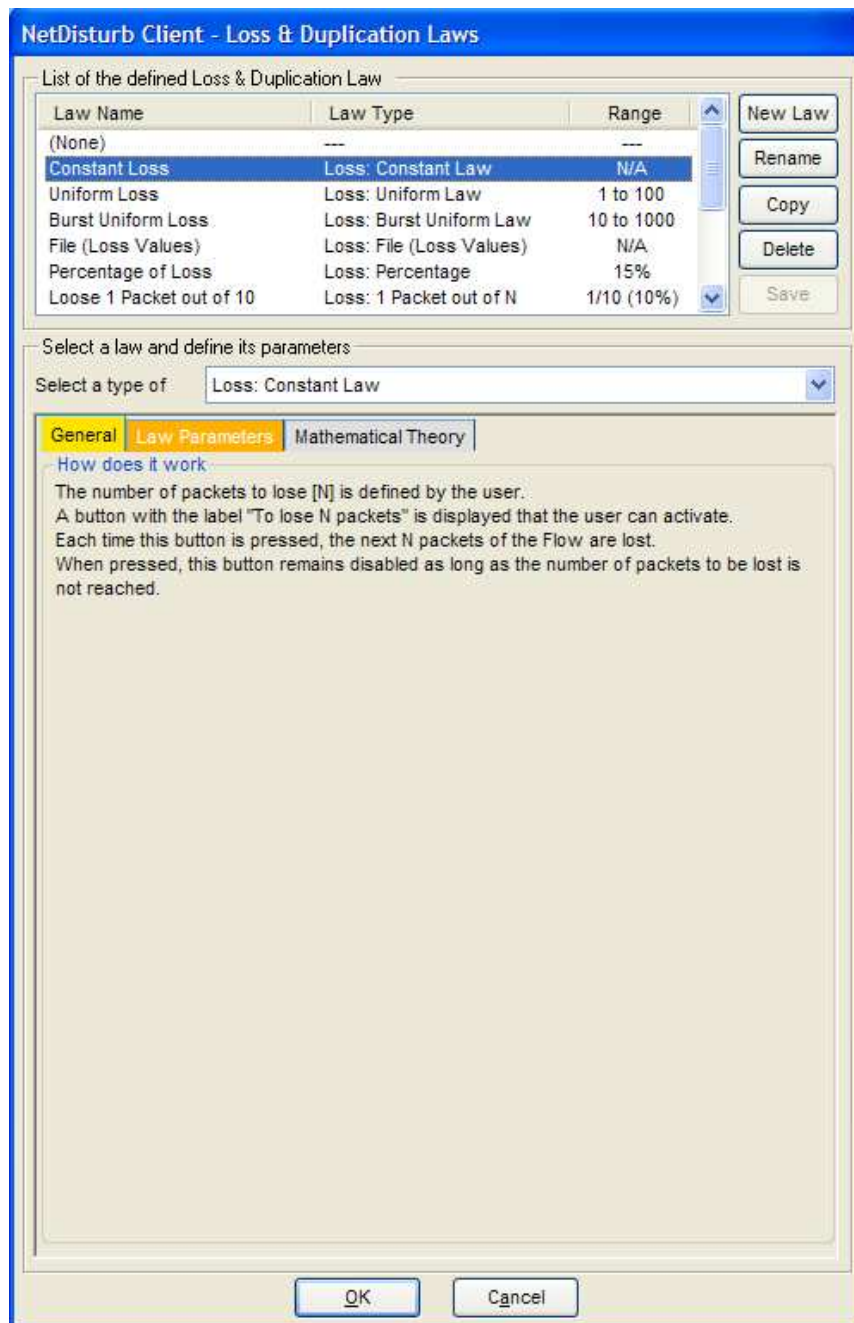 NetDisturb Client - Loss & Duplication Laws
List of the defined Loss & Duplication Law
Law Name Law Type Range
(None) --- ---
Constant Loss Loss: Constant Law N/A
Uniform Loss Loss: Uniform Law 1 to 100
Burst Uniform Loss Loss: Burst Uniform Law 10 to 1000
File (Loss Values) Loss: File (Loss Values) N/A
Percentage of Loss Loss: Percentage 15%
Loose 1 Packet out of 10 Loss: 1 Packet out of N 1/10 (10%)
New Law
Rename
Copy
Delete
Save
Select a law and define its parameters
Select a type of Loss: Constant Law
General Law Parameters Mathematical Theory
How does it work
The number of packets to lose [N] is defined by the user.
A button with the label "To lose N packets" is displayed that the user can activate.
Each time this button is pressed, the next N packets of the Flow are lost.
When pressed, this button remains disabled as long as the number of packets to be lost is
not reached.
OK Cancel